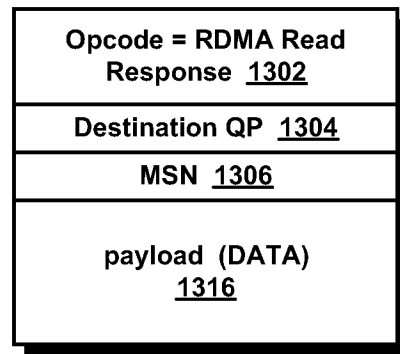 Opcode = RDMA Read
Response 1302
Destination QP 1304
MSN 1306
payload (DATA)
1316